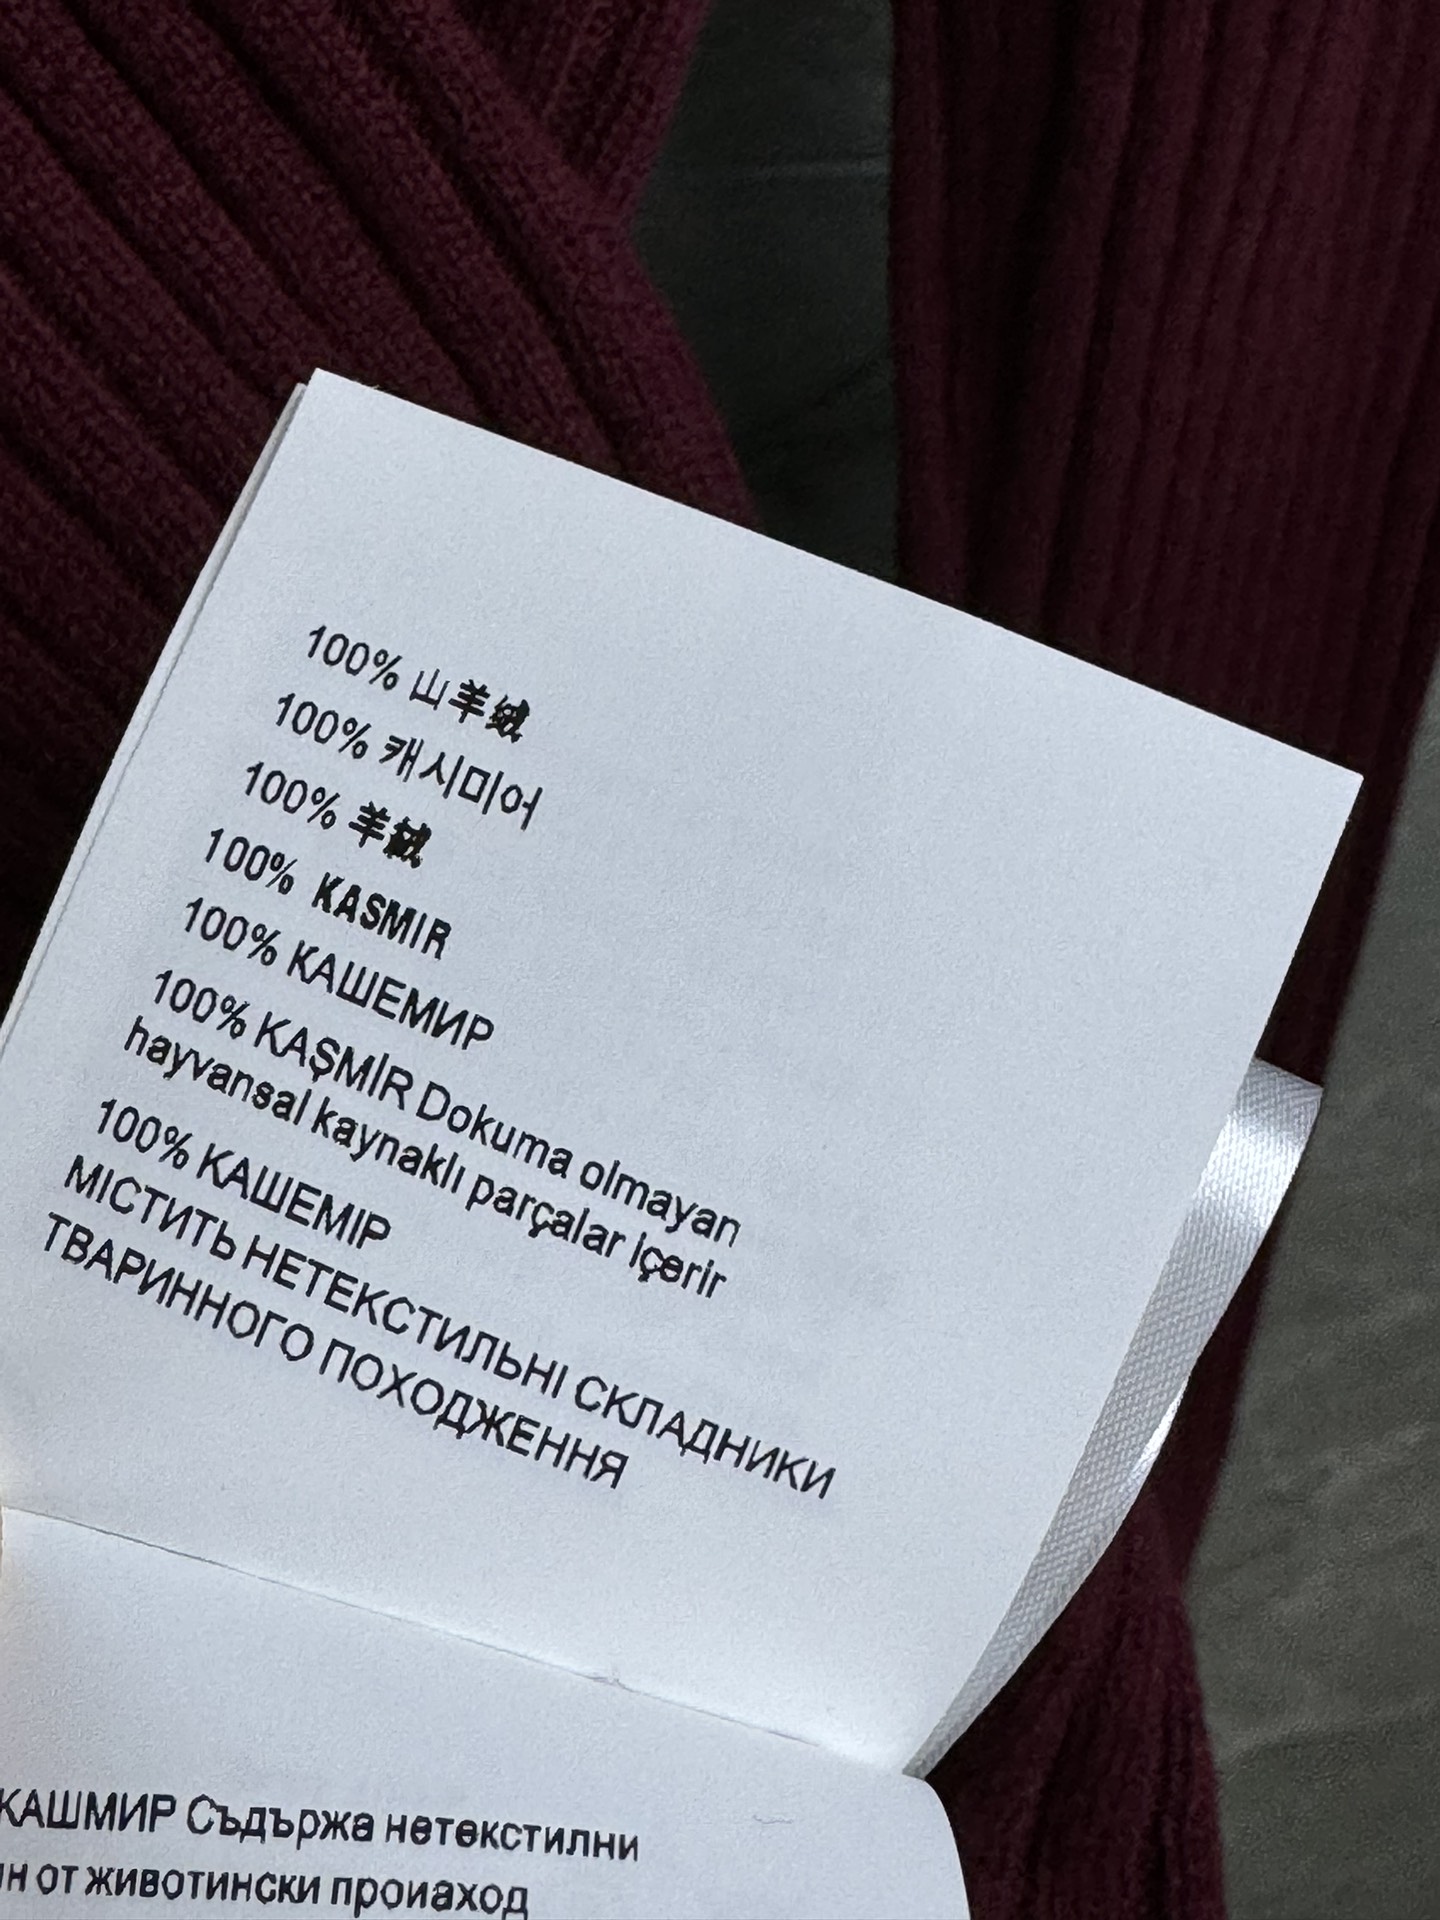 100% 山羊绒
100% 캐시미어
100% 羊絨
100% KASMIR
100% КАШЕМИР
100% KAŞMİR Dokuma olmayan
hayvansal kaynaklı parçalar içerir
100% КАШЕМІР
МІСТИТЬ НЕТЕКСТИЛЬНІ СКЛАДНИКИ
ТВАРИННОГО ПОХОДЖЕННЯ
КАШМИР Съдържа нетекстилни
от животински проиаход